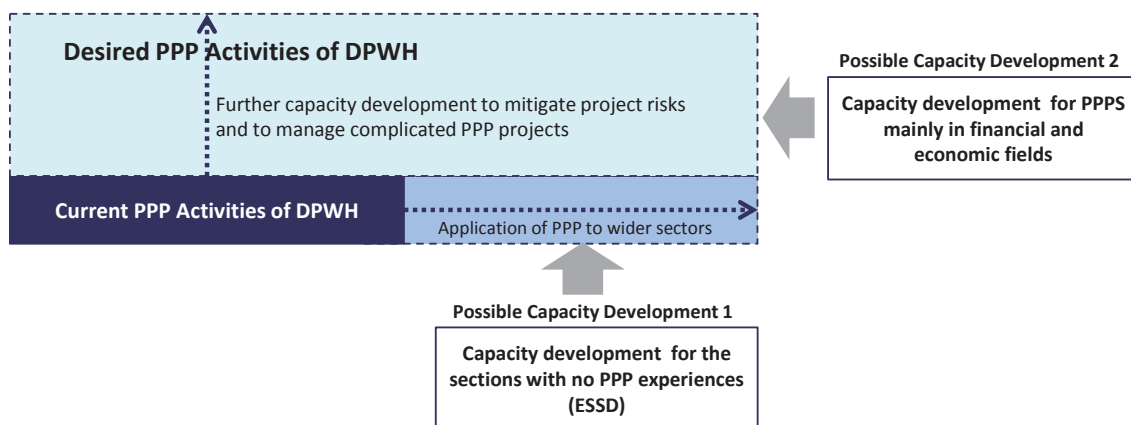 Desired PPP Activities of DPWH
Further capacity development to mitigate project risks
and to manage complicated PPP projects
Current PPP Activities of DPWH
Application of PPP to wider sectors
Possible Capacity Development 2
Capacity development for PPPS
mainly in financial and
economic fields
Possible Capacity Development 1
Capacity development for the
sections with no PPP experiences
(ESSD)